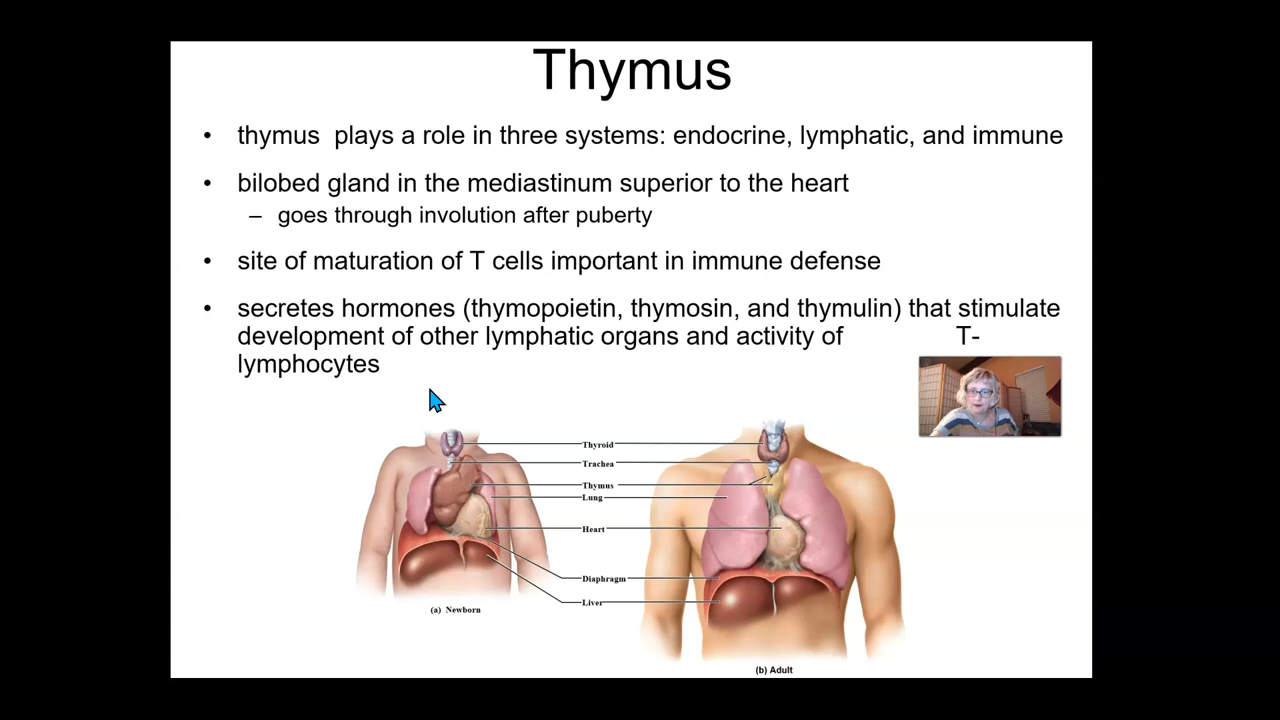 Thymus
• thymus  plays a role in three systems: endocrine, lymphatic, and immune
• bilobed gland in the mediastinum superior to the heart
– goes through involution after puberty
• site of maturation of T cells important in immune defense
• secretes hormones (thymopoietin, thymosin, and thymulin) that stimulate
development of other lymphatic organs and activity of T-
lymphocytes
Thyroid
Trachea
Thymus
Lung
Heart
Diaphragm
Liver
(a) Newborn
(b) Adult